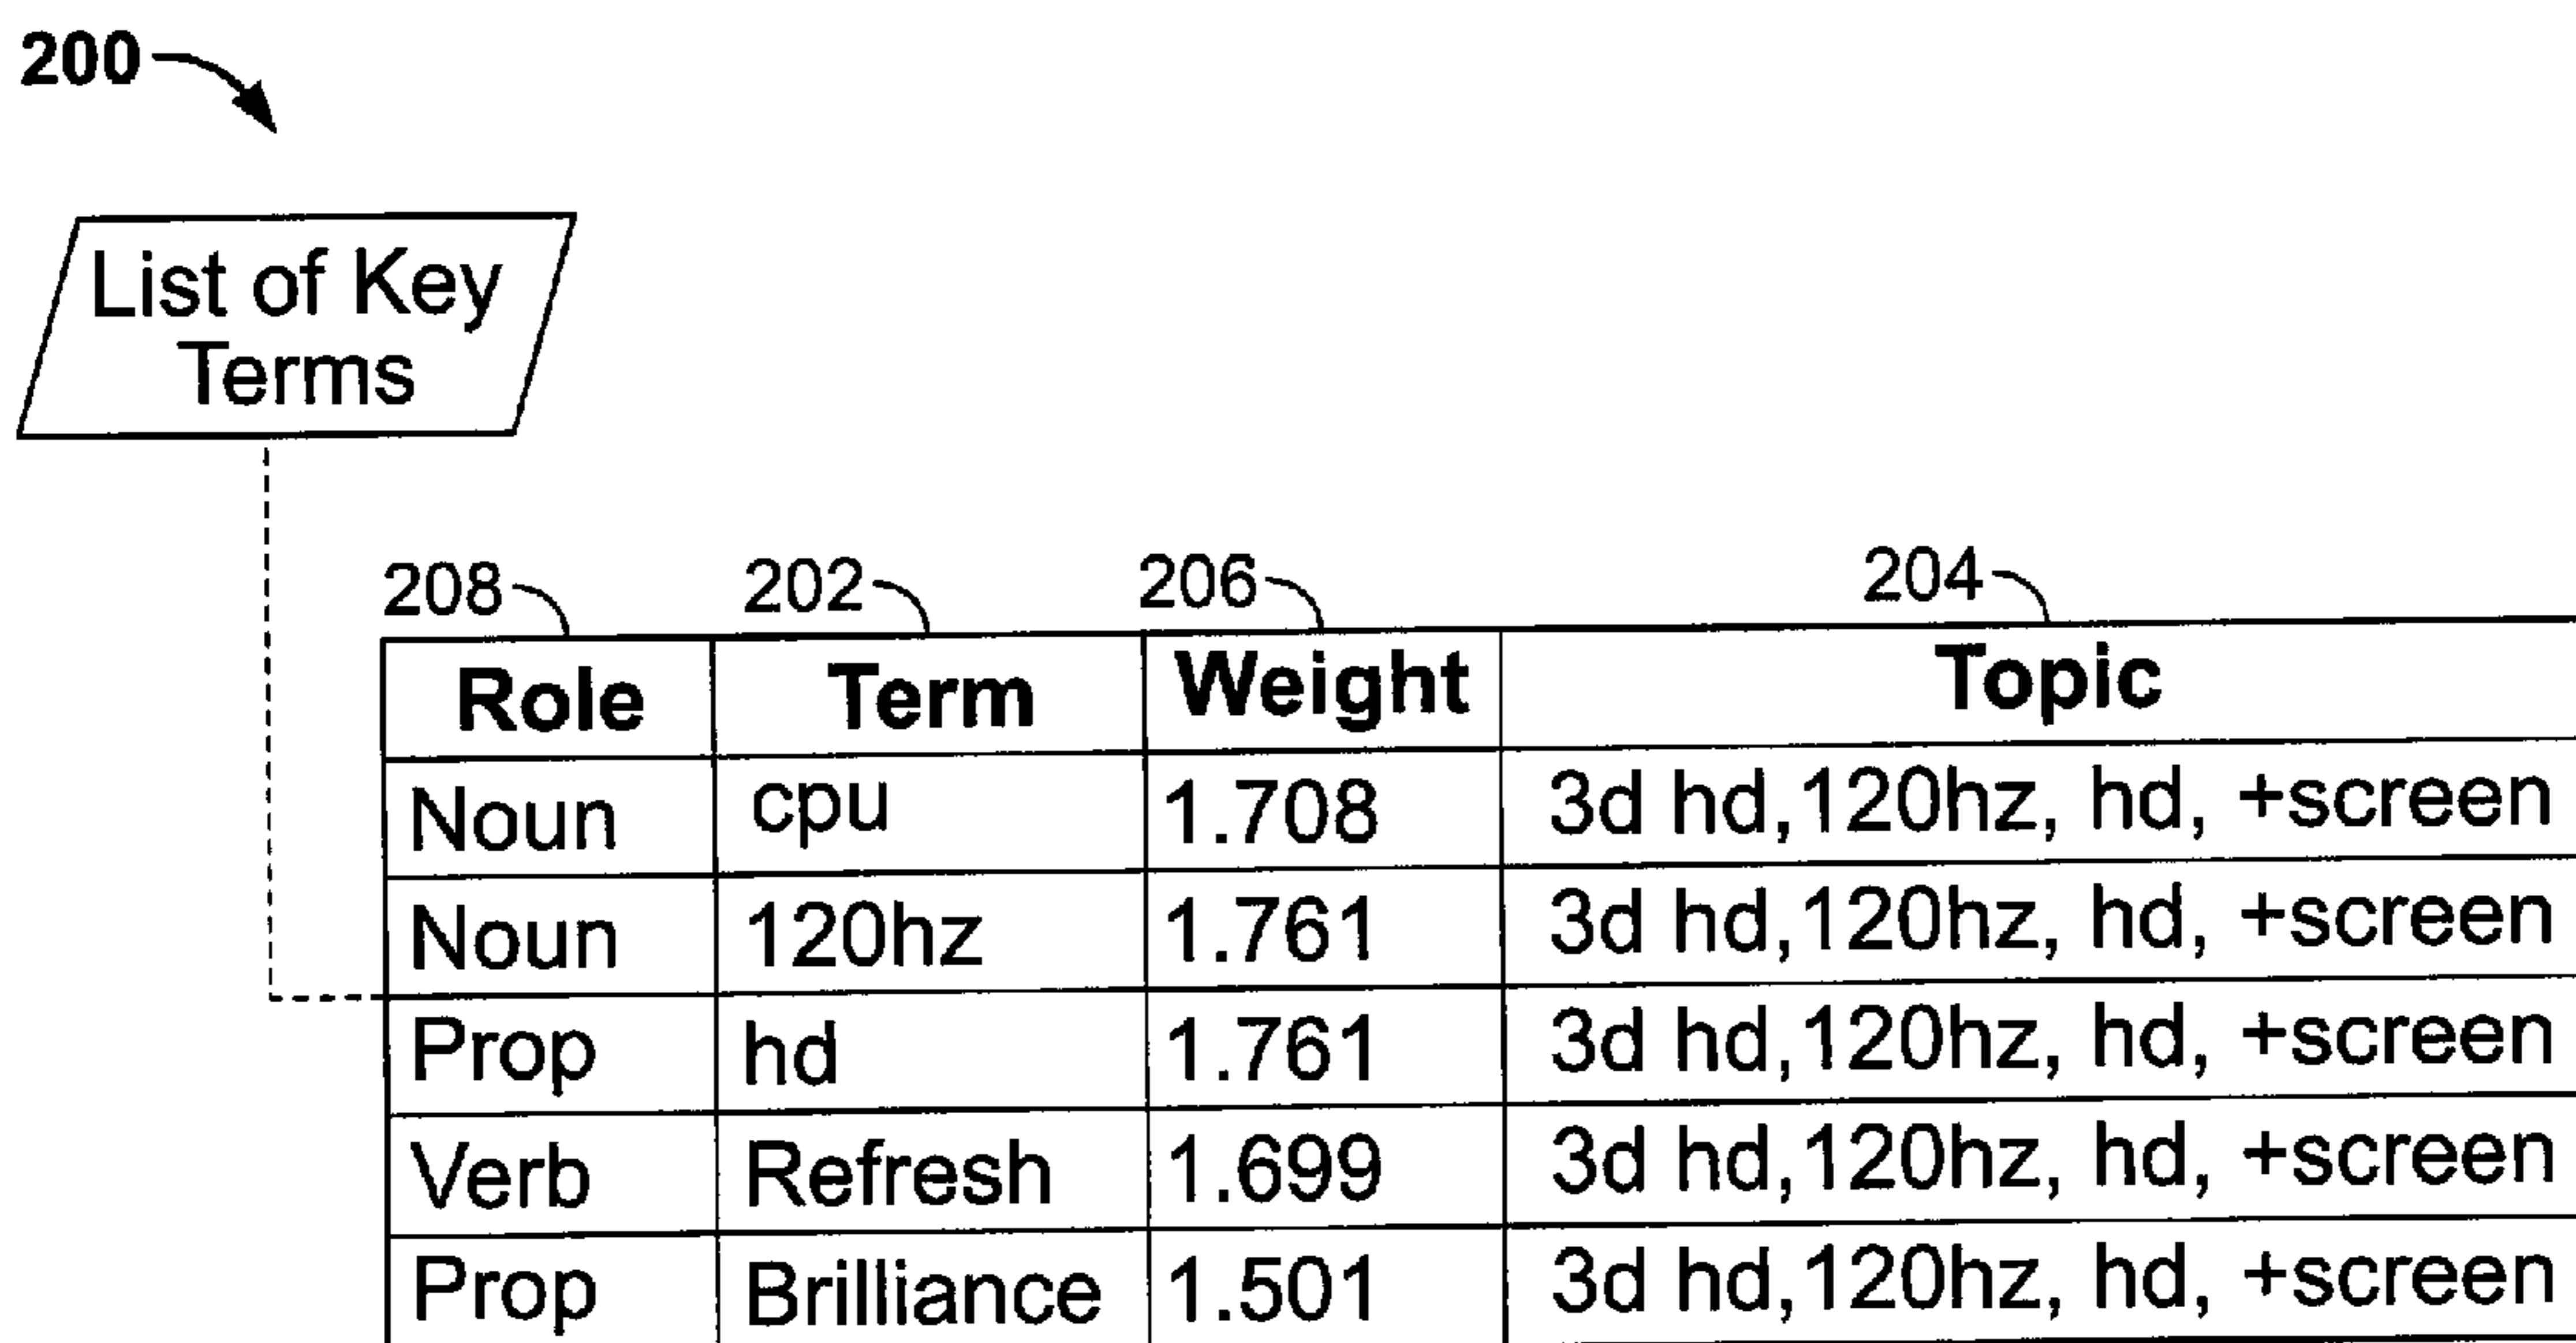 200
List of Key
Terms
208 202 206 204
Role Term Weight Topic
Noun cpu 1.708 3d hd,120hz, hd, +screen
Noun 120hz 1.761 3d hd,120hz, hd, +screen
Prop hd 1.761 3d hd,120hz, hd, +screen
Verb Refresh 1.699 3d hd,120hz, hd, +screen
Prop Brilliance 1.501 3d hd,120hz, hd, +screen